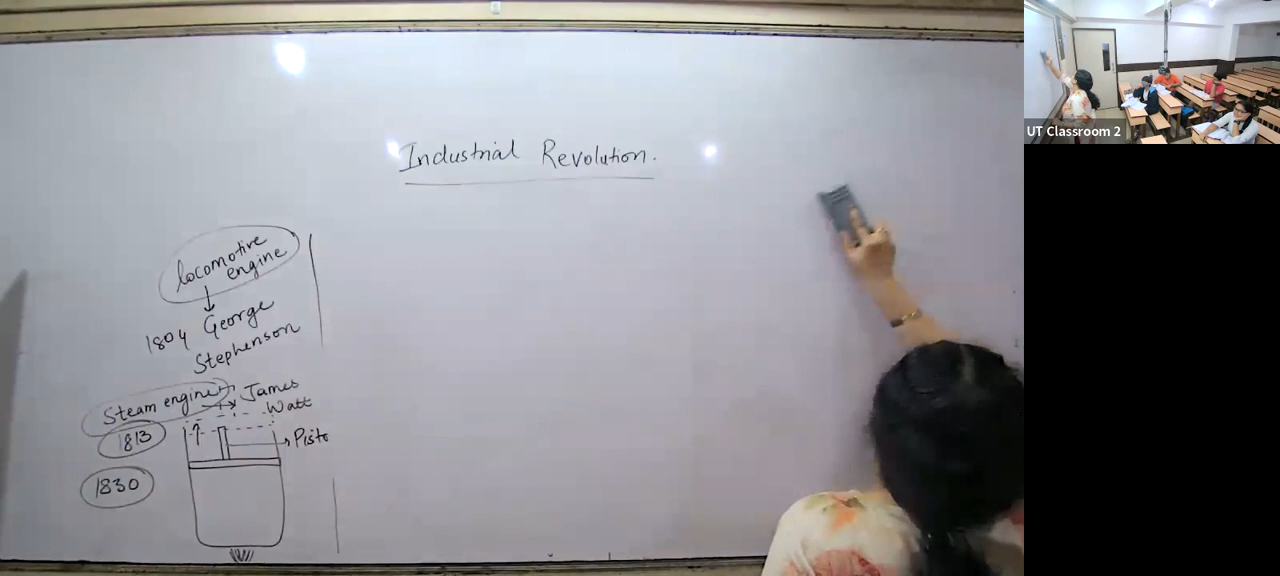 Industrial Revolution.
locomotive
engine
1804 George
Stephenson
Steam engine
James
Watt
1813
Pisto
1830
UT Classroom 2